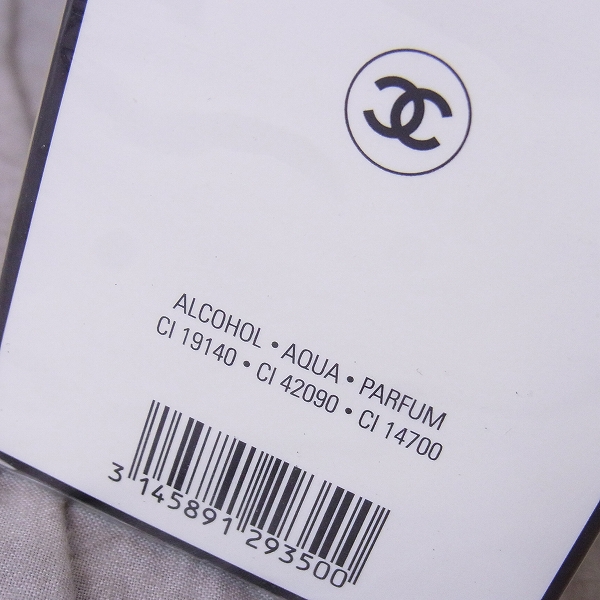 ALCOHOL • AQUA • PARFUM
CI 19140 • CI 42090 • CI 14700
3 145891 293500